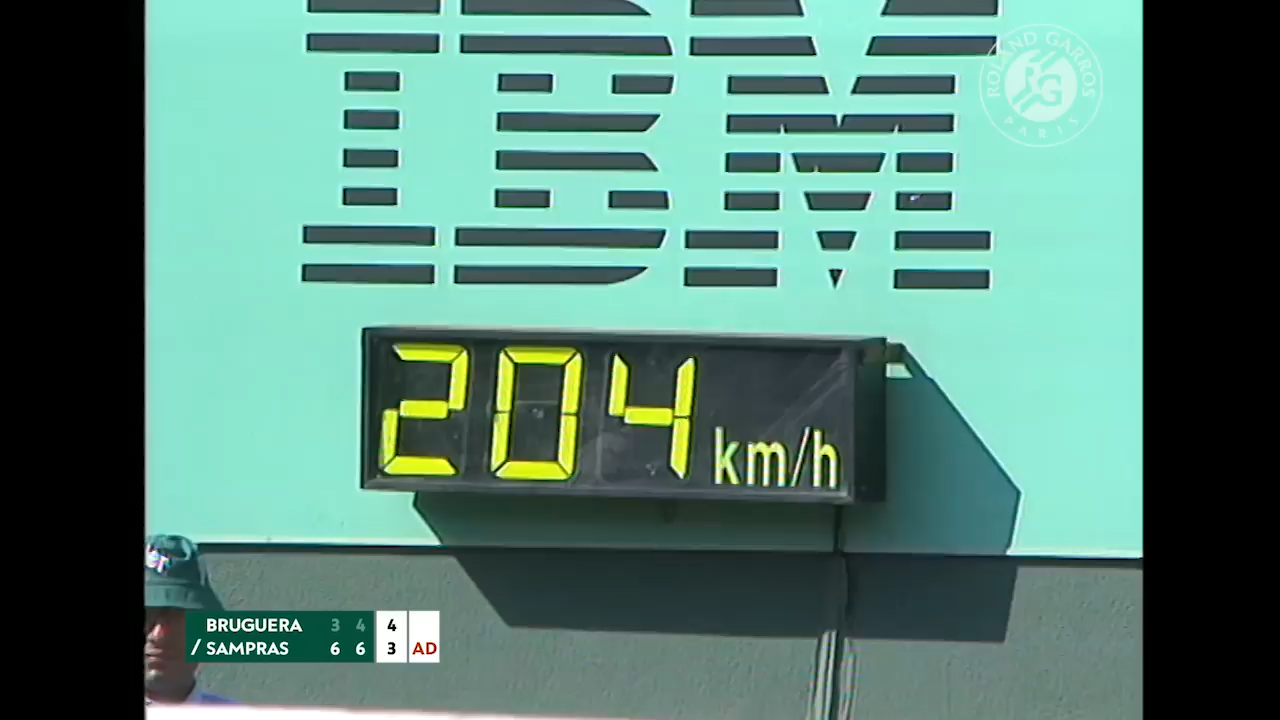 IBM
ROLAND GARROS
RG
PARIS
204 km/h
BRUGUERA 3 4 4
/ SAMPRAS 6 6 3 AD